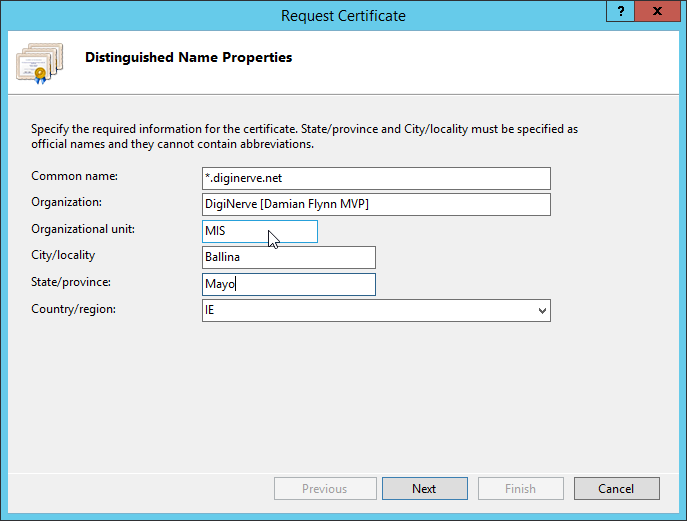 Request Certificate
?
x
Distinguished Name Properties
Specify the required information for the certificate. State/province and City/locality must be specified as
official names and they cannot contain abbreviations.
Common name: *.diginerve.net
Organization: DigiNerve [Damian Flynn MVP]
Organizational unit: MIS
City/locality Ballina
State/province: Mayo
Country/region: IE
Previous Next Finish Cancel